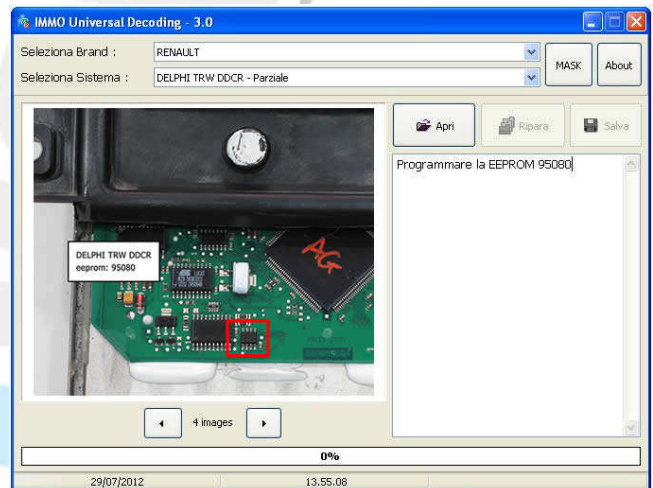 IMMO Universal Decoding - 3.0
Seleziona Brand :
RENAULT
Seleziona Sistema :
DELPHI TRW DDCR - Parziale
MASK
About
Apri
Ripara
Salva
Programmare la EEPROM 95080
DELPHI TRW DDCR
eeprom: 95080
AG
4 images
0%
29/07/2012
13.55.08